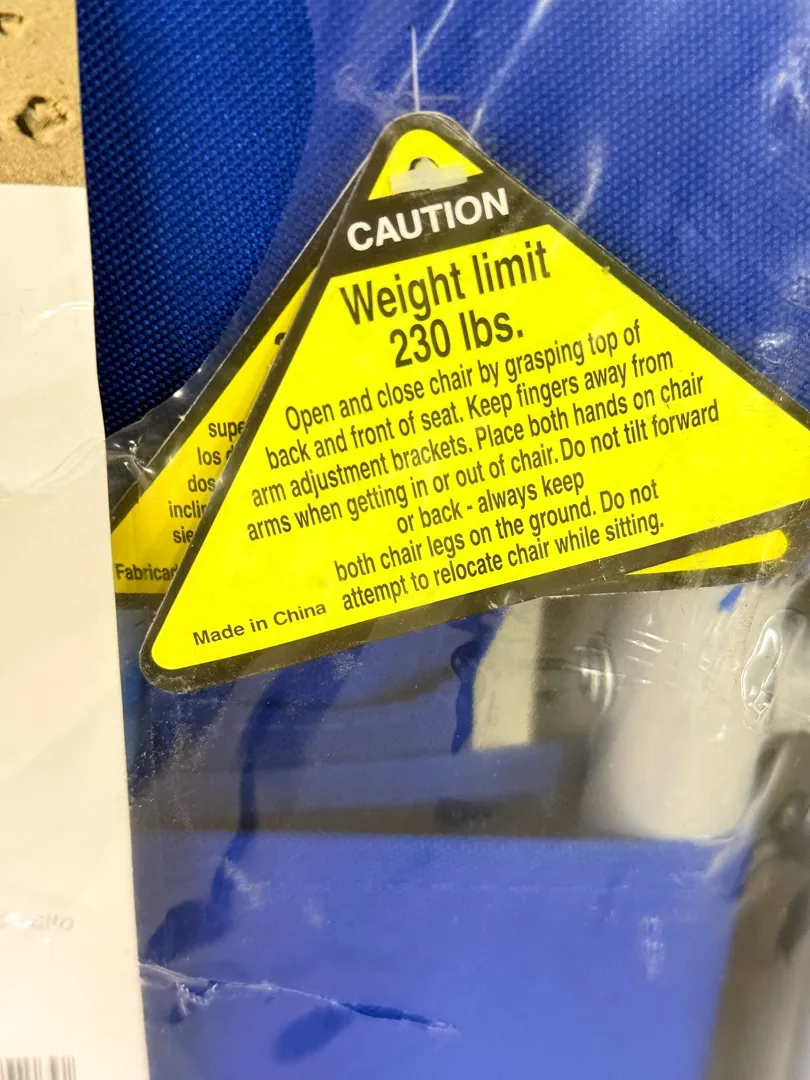 CAUTION
Weight limit
230 lbs.
Open and close chair by grasping top of
back and front of seat. Keep fingers away from
arm adjustment brackets. Place both hands on chair
arms when getting in or out of chair. Do not tilt forward
or back - always keep
both chair legs on the ground. Do not
attempt to relocate chair while sitting.
Made in China
los
dos